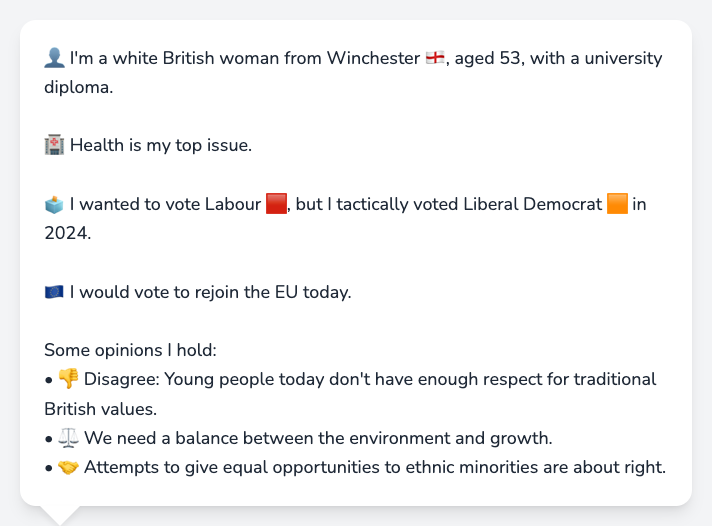 👤 I'm a white British woman from Winchester 🏴󠁧󠁢󠁥󠁮󠁧󠁿, aged 53, with a university
diploma.
🏥 Health is my top issue.
🗳️ I wanted to vote Labour 🟥, but I tactically voted Liberal Democrat 🟧 in
2024.
🇪🇺 I would vote to rejoin the EU today.
Some opinions I hold:
• 👎 Disagree: Young people today don't have enough respect for traditional
British values.
• ⚖️ We need a balance between the environment and growth.
• 🤝 Attempts to give equal opportunities to ethnic minorities are about right.